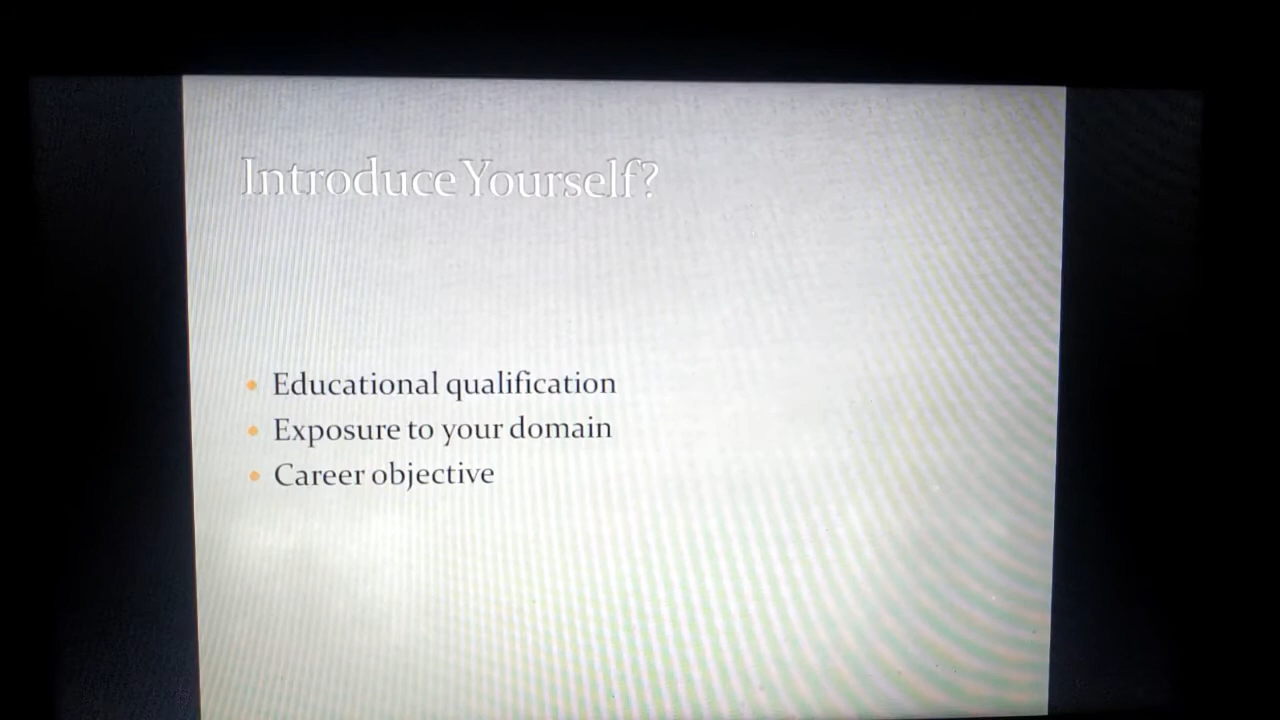 Introduce Yourself?
Educational qualification
Exposure to your domain
Career objective